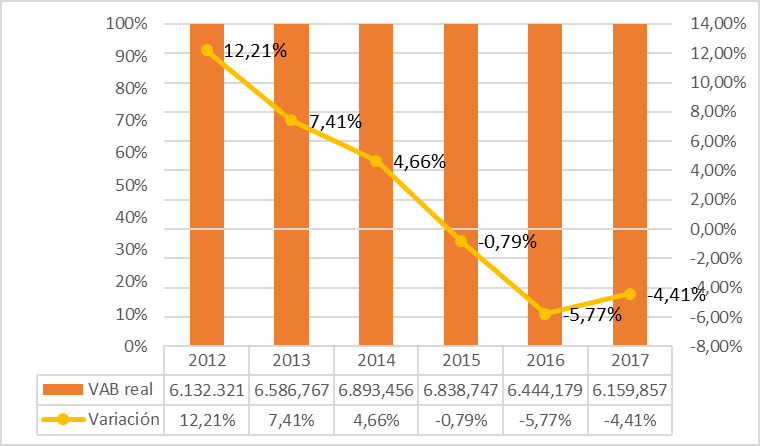 100% 14,00%
90% 12,21% 12,00%
80% 10,00%
70% 7,41% 8,00%
60% 6,00%
50% 4,66% 4,00%
40% 2,00%
30% -0,79% 0,00%
20% -2,00%
10% -4,41% -4,00%
0% -5,77% -6,00%
-8,00%
2012 2013 2014 2015 2016 2017
VAB real 6.132.321 6.586,767 6.893,456 6.838,747 6.444,179 6.159,857
Variación 12,21% 7,41% 4,66% -0,79% -5,77% -4,41%